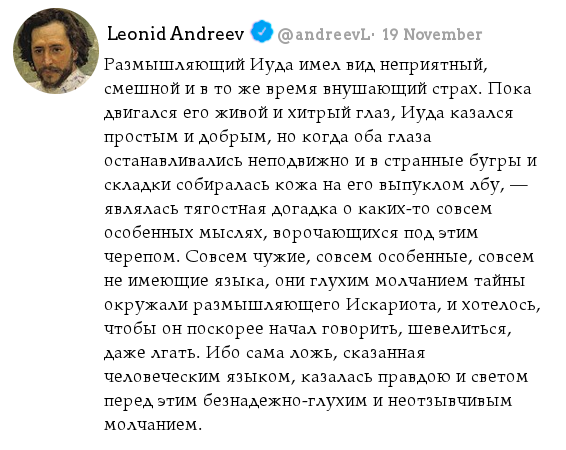 Leonid Andreev @andreevL· 19 November
Размышляющий Иуда имел вид неприятный,
смешной и в то же время внушающий страх. Пока
двигался его живой и хитрый глаз, Иуда казался
простым и добрым, но когда оба глаза
останавливались неподвижно и в странные бугры и
складки собиралась кожа на его выпуклом лбу, —
являлась тягостная догадка о каких-то совсем
особенных мыслях, ворочающихся под этим
черепом. Совсем чужие, совсем особенные, совсем
не имеющие языка, они глухим молчанием тайны
окружали размышляющего Искариота, и хотелось,
чтобы он поскорее начал говорить, шевелиться,
даже лгать. Ибо сама ложь, сказанная
человеческим языком, казалась правдою и светом
перед этим безнадежно-глухим и неотзывчивым
молчанием.